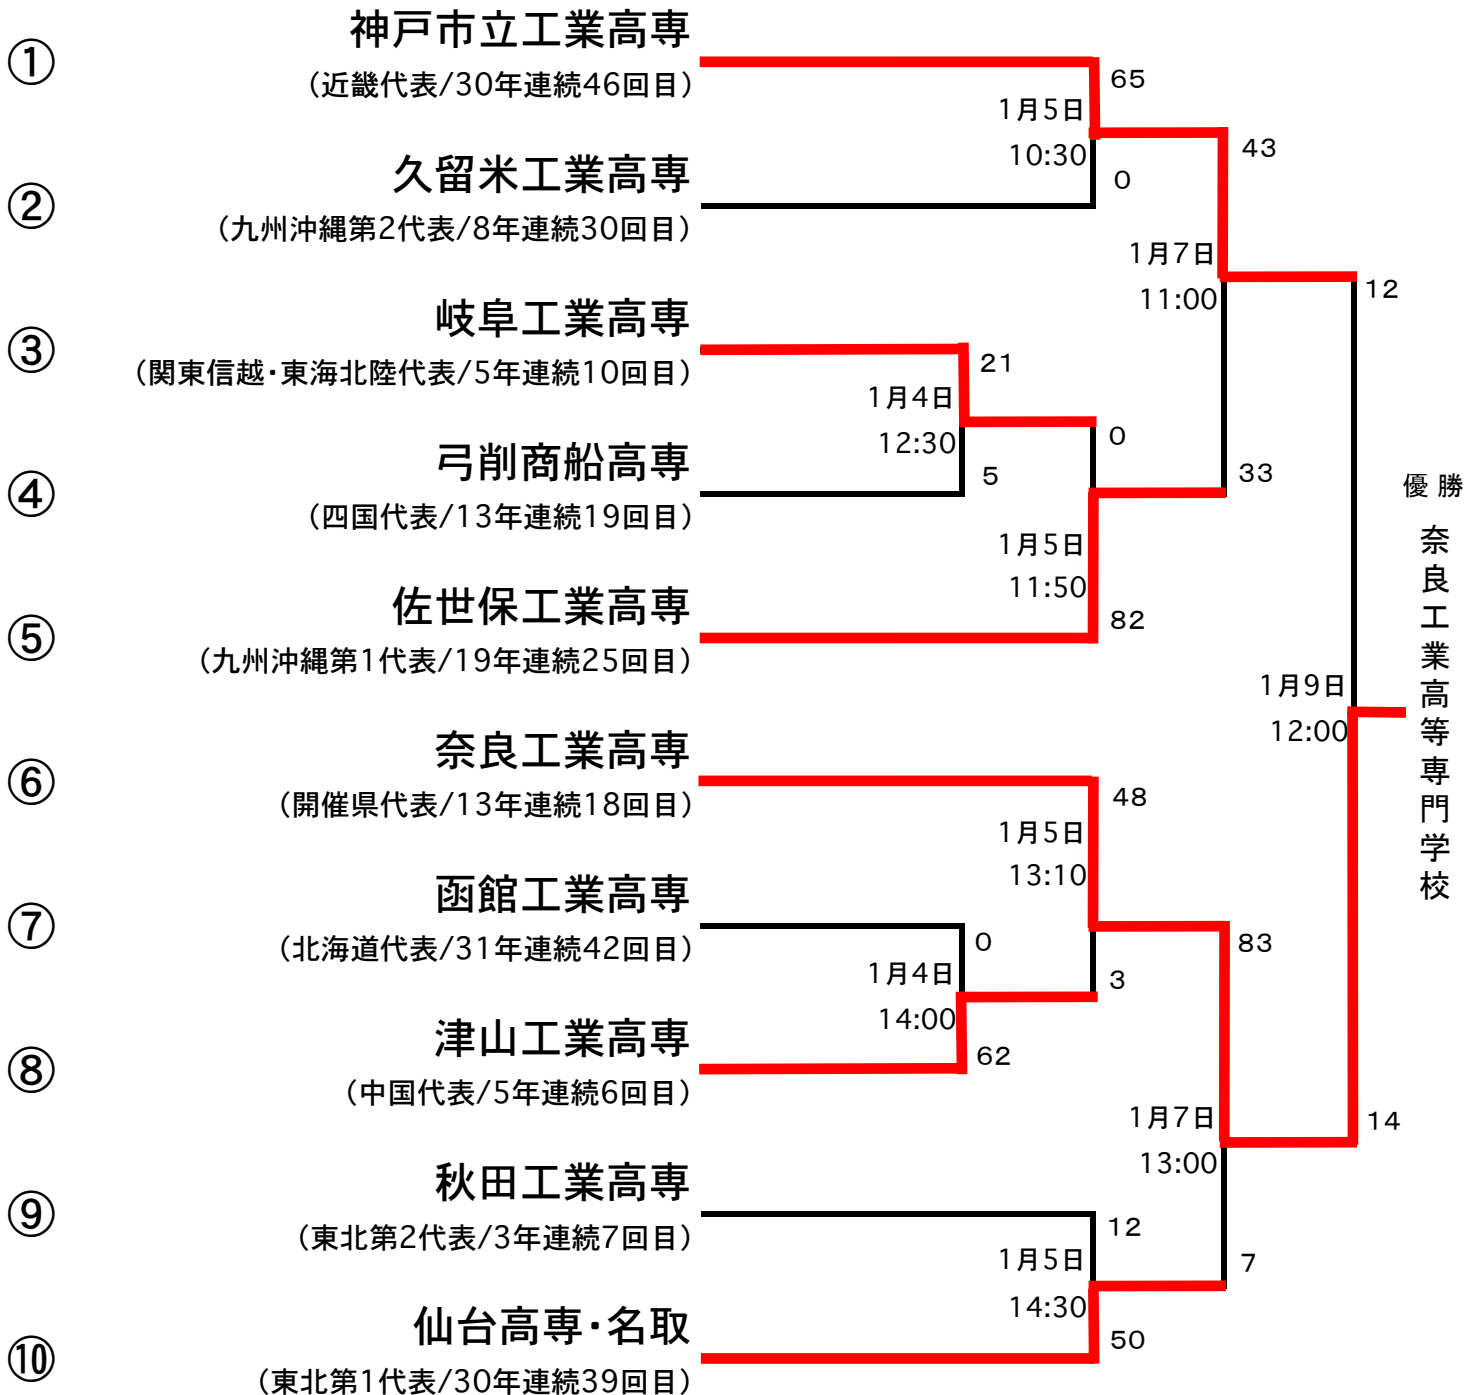 ① 神戸市立工業高専
(近畿代表/30年連続46回目)
65
1月5日
10:30
43
② 久留米工業高専
(九州沖縄第2代表/8年連続30回目)
0
1月7日
11:00
12
③ 岐阜工業高専
(関東信越・東海北陸代表/5年連続10回目)
21
1月4日
12:30
0
④ 弓削商船高専
(四国代表/13年連続19回目)
5
33
1月5日
11:50
⑤ 佐世保工業高専
(九州沖縄第1代表/19年連続25回目)
82
優勝
奈良工業高等専門学校
1月9日
12:00
⑥ 奈良工業高専
(開催県代表/13年連続18回目)
48
1月5日
13:10
⑦ 函館工業高専
(北海道代表/31年連続42回目)
0
83
1月4日
14:00
3
⑧ 津山工業高専
(中国代表/5年連続6回目)
62
1月7日
13:00
14
⑨ 秋田工業高専
(東北第2代表/3年連続7回目)
12
1月5日
14:30
7
⑩ 仙台高専・名取
(東北第1代表/30年連続39回目)
50